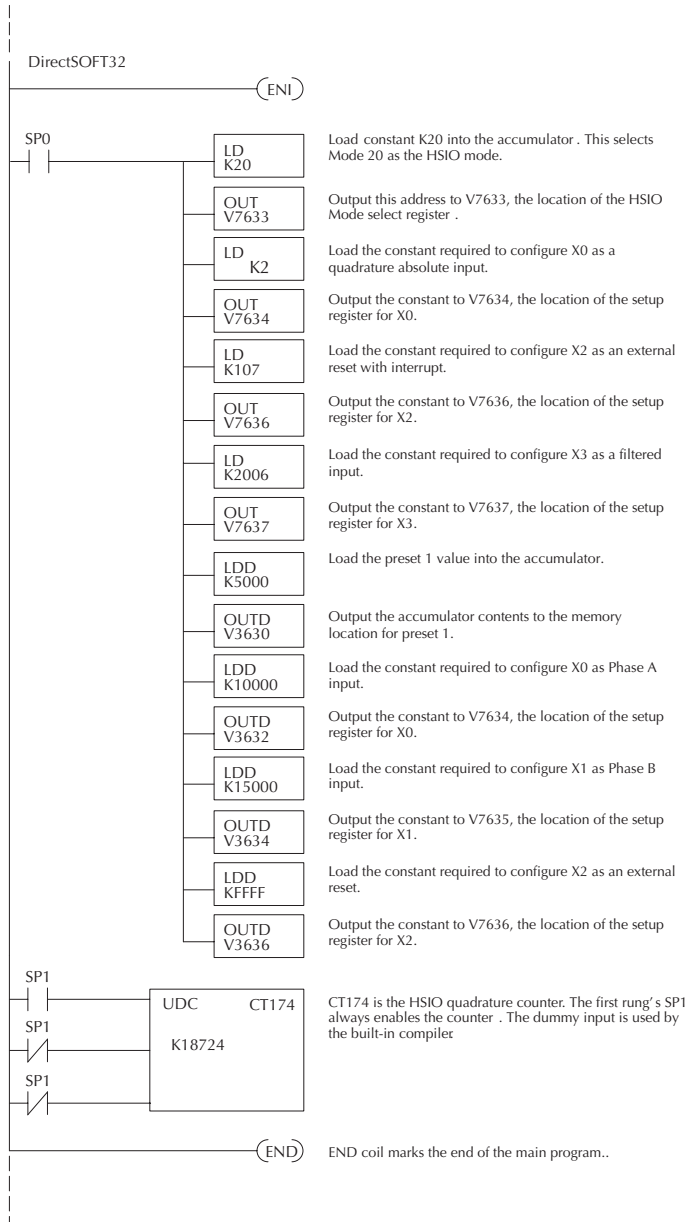 DirectSOFT32
ENI
SP0
LD
K20
Load constant K20 into the accumulator . This selects
Mode 20 as the HSIO mode.
OUT
V7633
Output this address to V7633, the location of the HSIO
Mode select register .
LD
K2
Load the constant required to configure X0 as a
quadrature absolute input.
OUT
V7634
Output the constant to V7634, the location of the setup
register for X0.
LD
K107
Load the constant required to configure X2 as an external
reset with interrupt.
OUT
V7636
Output the constant to V7636, the location of the setup
register for X2.
LD
K2006
Load the constant required to configure X3 as a filtered
input.
OUT
V7637
Output the constant to V7637, the location of the setup
register for X3.
LDD
K5000
Load the preset 1 value into the accumulator.
OUTD
V3630
Output the accumulator contents to the memory
location for preset 1.
LDD
K10000
Load the constant required to configure X0 as Phase A
input.
OUTD
V3632
Output the constant to V7634, the location of the setup
register for X0.
LDD
K15000
Load the constant required to configure X1 as Phase B
input.
OUTD
V3634
Output the constant to V7635, the location of the setup
register for X1.
LDD
KFFFF
Load the constant required to configure X2 as an external
reset.
OUTD
V3636
Output the constant to V7636, the location of the setup
register for X2.
SP1
UDC CT174
K18724
SP1
SP1
CT174 is the HSIO quadrature counter. The first rung’s SP1
always enables the counter . The dummy input is used by
the built-in compiler.
END
END coil marks the end of the main program..